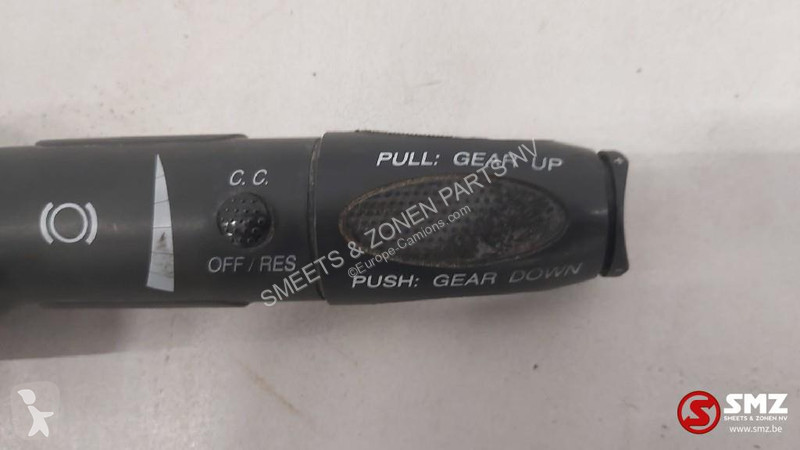 PULL: GEAR UP
C. C.
OFF / RES
PUSH: GEAR DOWN
SMEETS & ZONEN PARTS NV
©Europe-Camions.com
SMZ
SMEETS & ZONEN NV
www.smz.be